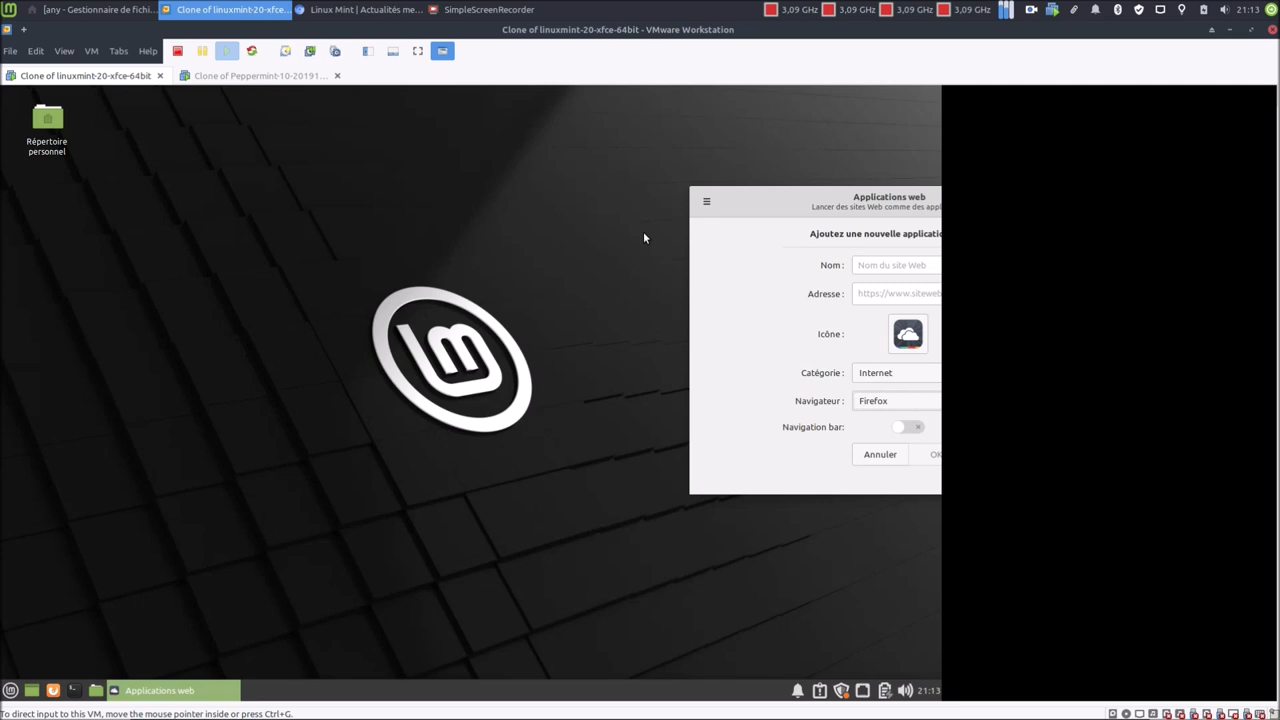 [any - Gestionnaire de fichi...
Clone of linuxmint-20-xfce...
Linux Mint | Actualités me...
SimpleScreenRecorder
3,09 GHz
3,09 GHz
3,09 GHz
3,09 GHz
21:13
Clone of linuxmint-20-xfce-64bit - VMware Workstation
File Edit View VM Tabs Help
Clone of linuxmint-20-xfce-64bit
Clone of Peppermint-10-20191...
Répertoire
personnel
Applications web
Lancer des sites Web comme des appl
Ajoutez une nouvelle applicatio
Nom :
Nom du site Web
Adresse :
https://www.siteweb
Icône :
Catégorie :
Internet
Navigateur :
Firefox
Navigation bar:
Annuler
OK
Applications web
21:13
To direct input to this VM, move the mouse pointer inside or press Ctrl+G.